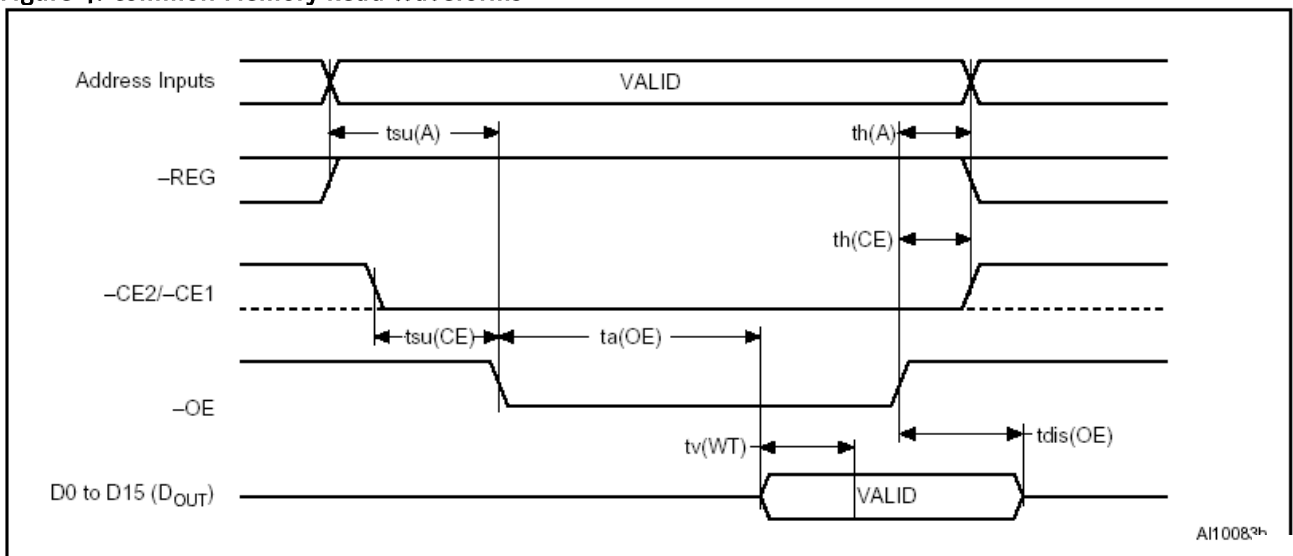 Address Inputs
VALID
tsu(A)
th(A)
–REG
th(CE)
–CE2/–CE1
tsu(CE)
ta(OE)
–OE
tv(WT)
tdis(OE)
D0 to D15 (DOUT)
VALID